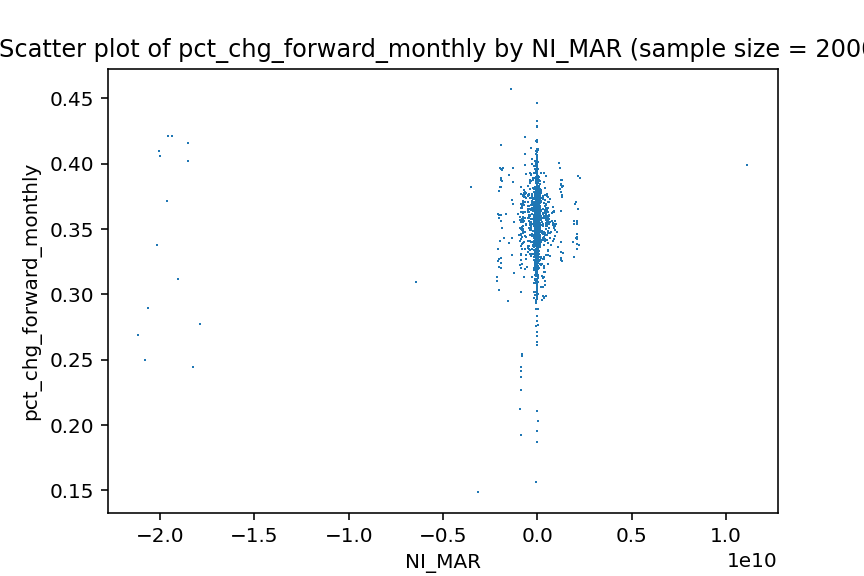 Scatter plot of pct_chg_forward_monthly by NI_MAR (sample size = 200
pct_chg_forward_monthly
0.45
0.40
0.35
0.30
0.25
0.20
0.15
−2.0 −1.5 −1.0 −0.5 0.0 0.5 1.0
1e10
NI_MAR